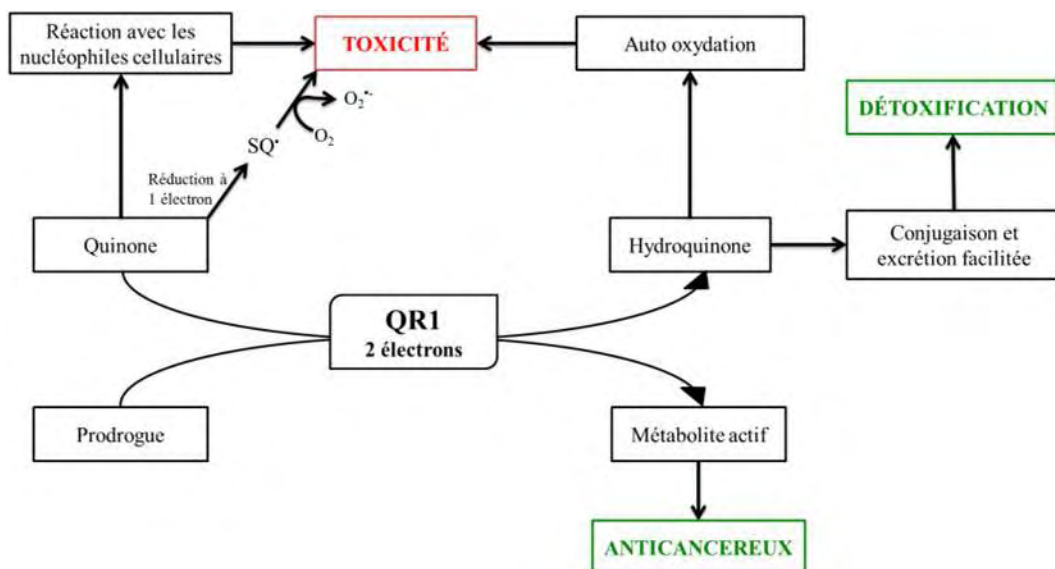 Réaction avec les
nucléophiles cellulaires
TOXICITÉ
Auto oxydation
DÉTOXIFICATION
O₂•-
O₂
SQ•
Réduction à
1 électron
Quinone
Hydroquinone
Conjugaison et
excrétion facilitée
QR1
2 électrons
Prodrogue
Métabolite actif
ANTICANCEREUX